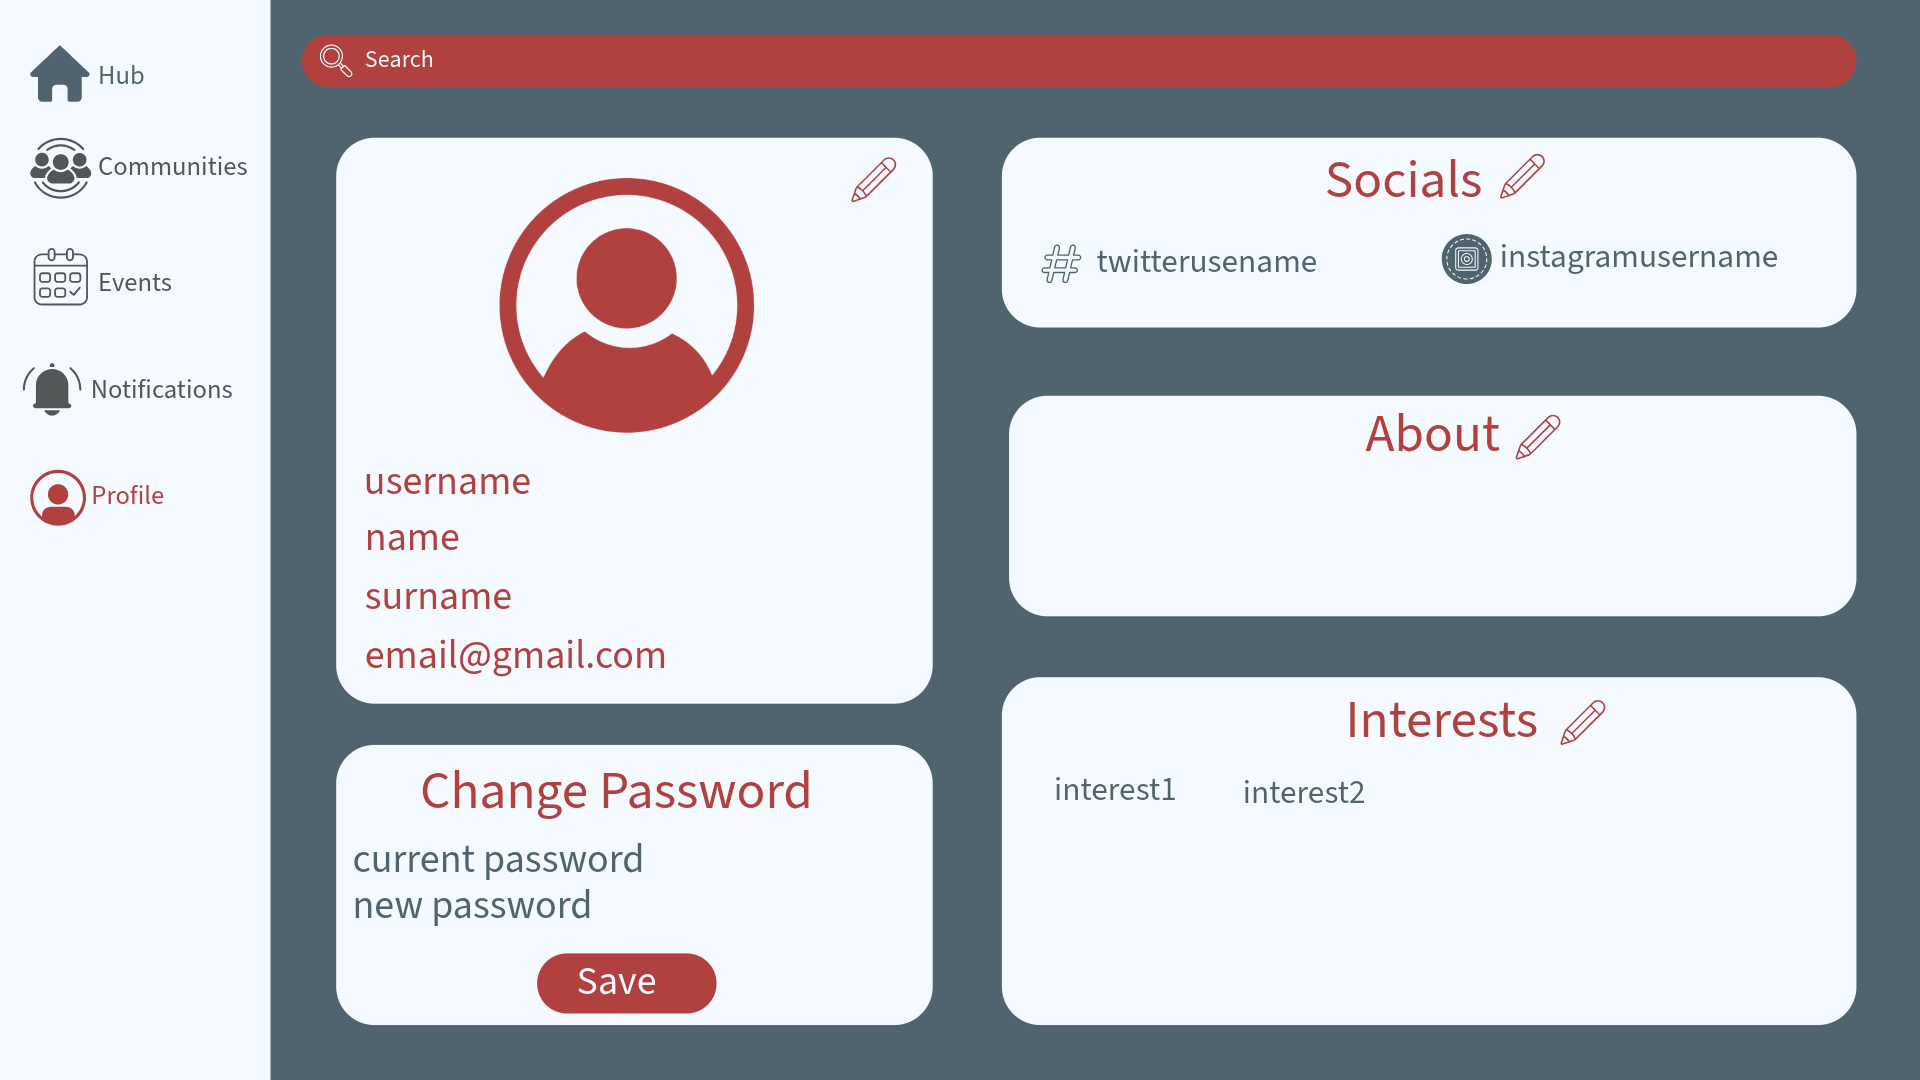 Hub
Communities
Events
Notifications
Profile
Search
username
name
surname
email@gmail.com
Change Password
current password
new password
Save
Socials
twitterusename
instagramusername
About
Interests
interest1
interest2